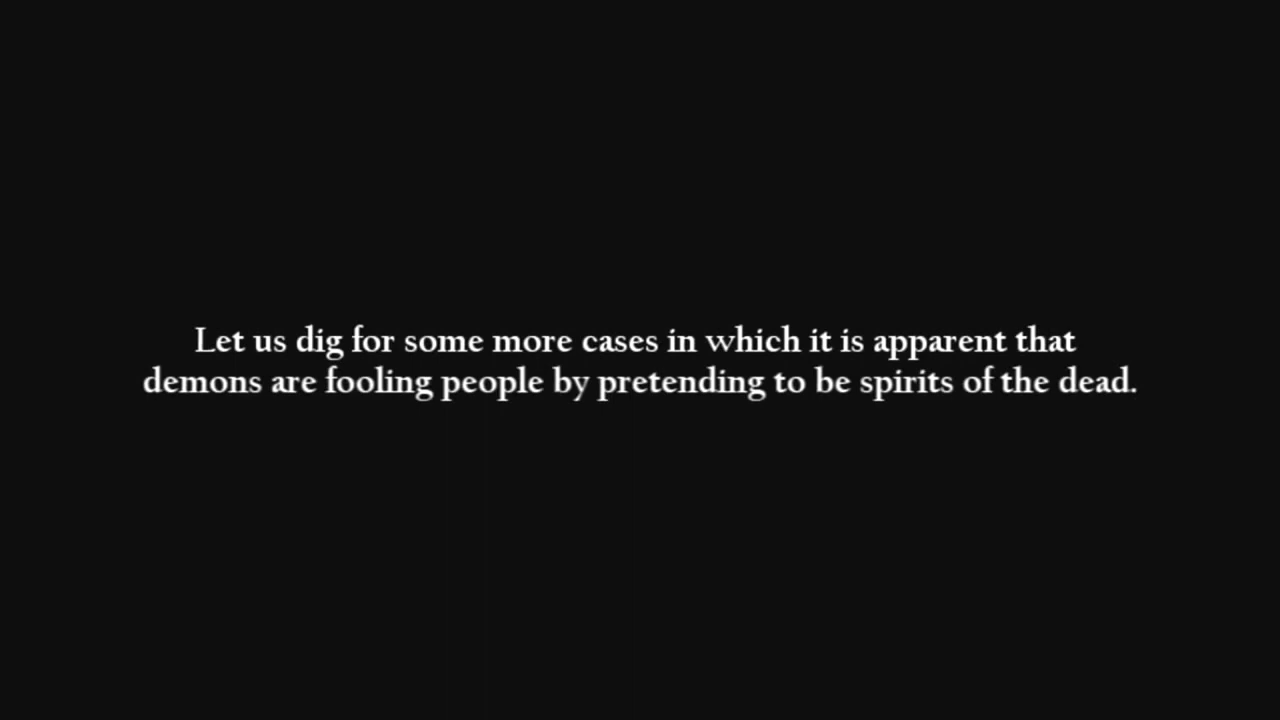 Let us dig for some more cases in which it is apparent that
demons are fooling people by pretending to be spirits of the dead.